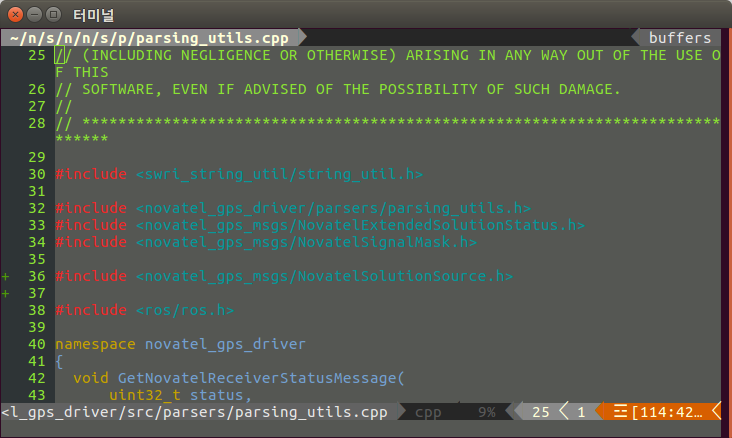 터미널
~/n/s/n/n/s/p/parsing_utils.cpp buffers
25 // (INCLUDING NEGLIGENCE OR OTHERWISE) ARISING IN ANY WAY OUT OF THE USE O
F THIS
26 // SOFTWARE, EVEN IF ADVISED OF THE POSSIBILITY OF SUCH DAMAGE.
27 //
28 // ***********************************************************************
******
29
30 #include <swri_string_util/string_util.h>
31
32 #include <novatel_gps_driver/parsers/parsing_utils.h>
33 #include <novatel_gps_msgs/NovatelExtendedSolutionStatus.h>
34 #include <novatel_gps_msgs/NovatelSignalMask.h>
35
+ 36 #include <novatel_gps_msgs/NovatelSolutionSource.h>
+ 37
38 #include <ros/ros.h>
39
40 namespace novatel_gps_driver
41 {
42   void GetNovatelReceiverStatusMessage(
43       uint32_t status,
<l_gps_driver/src/parsers/parsing_utils.cpp cpp 9% 25 < 1 ☲[114:42… <